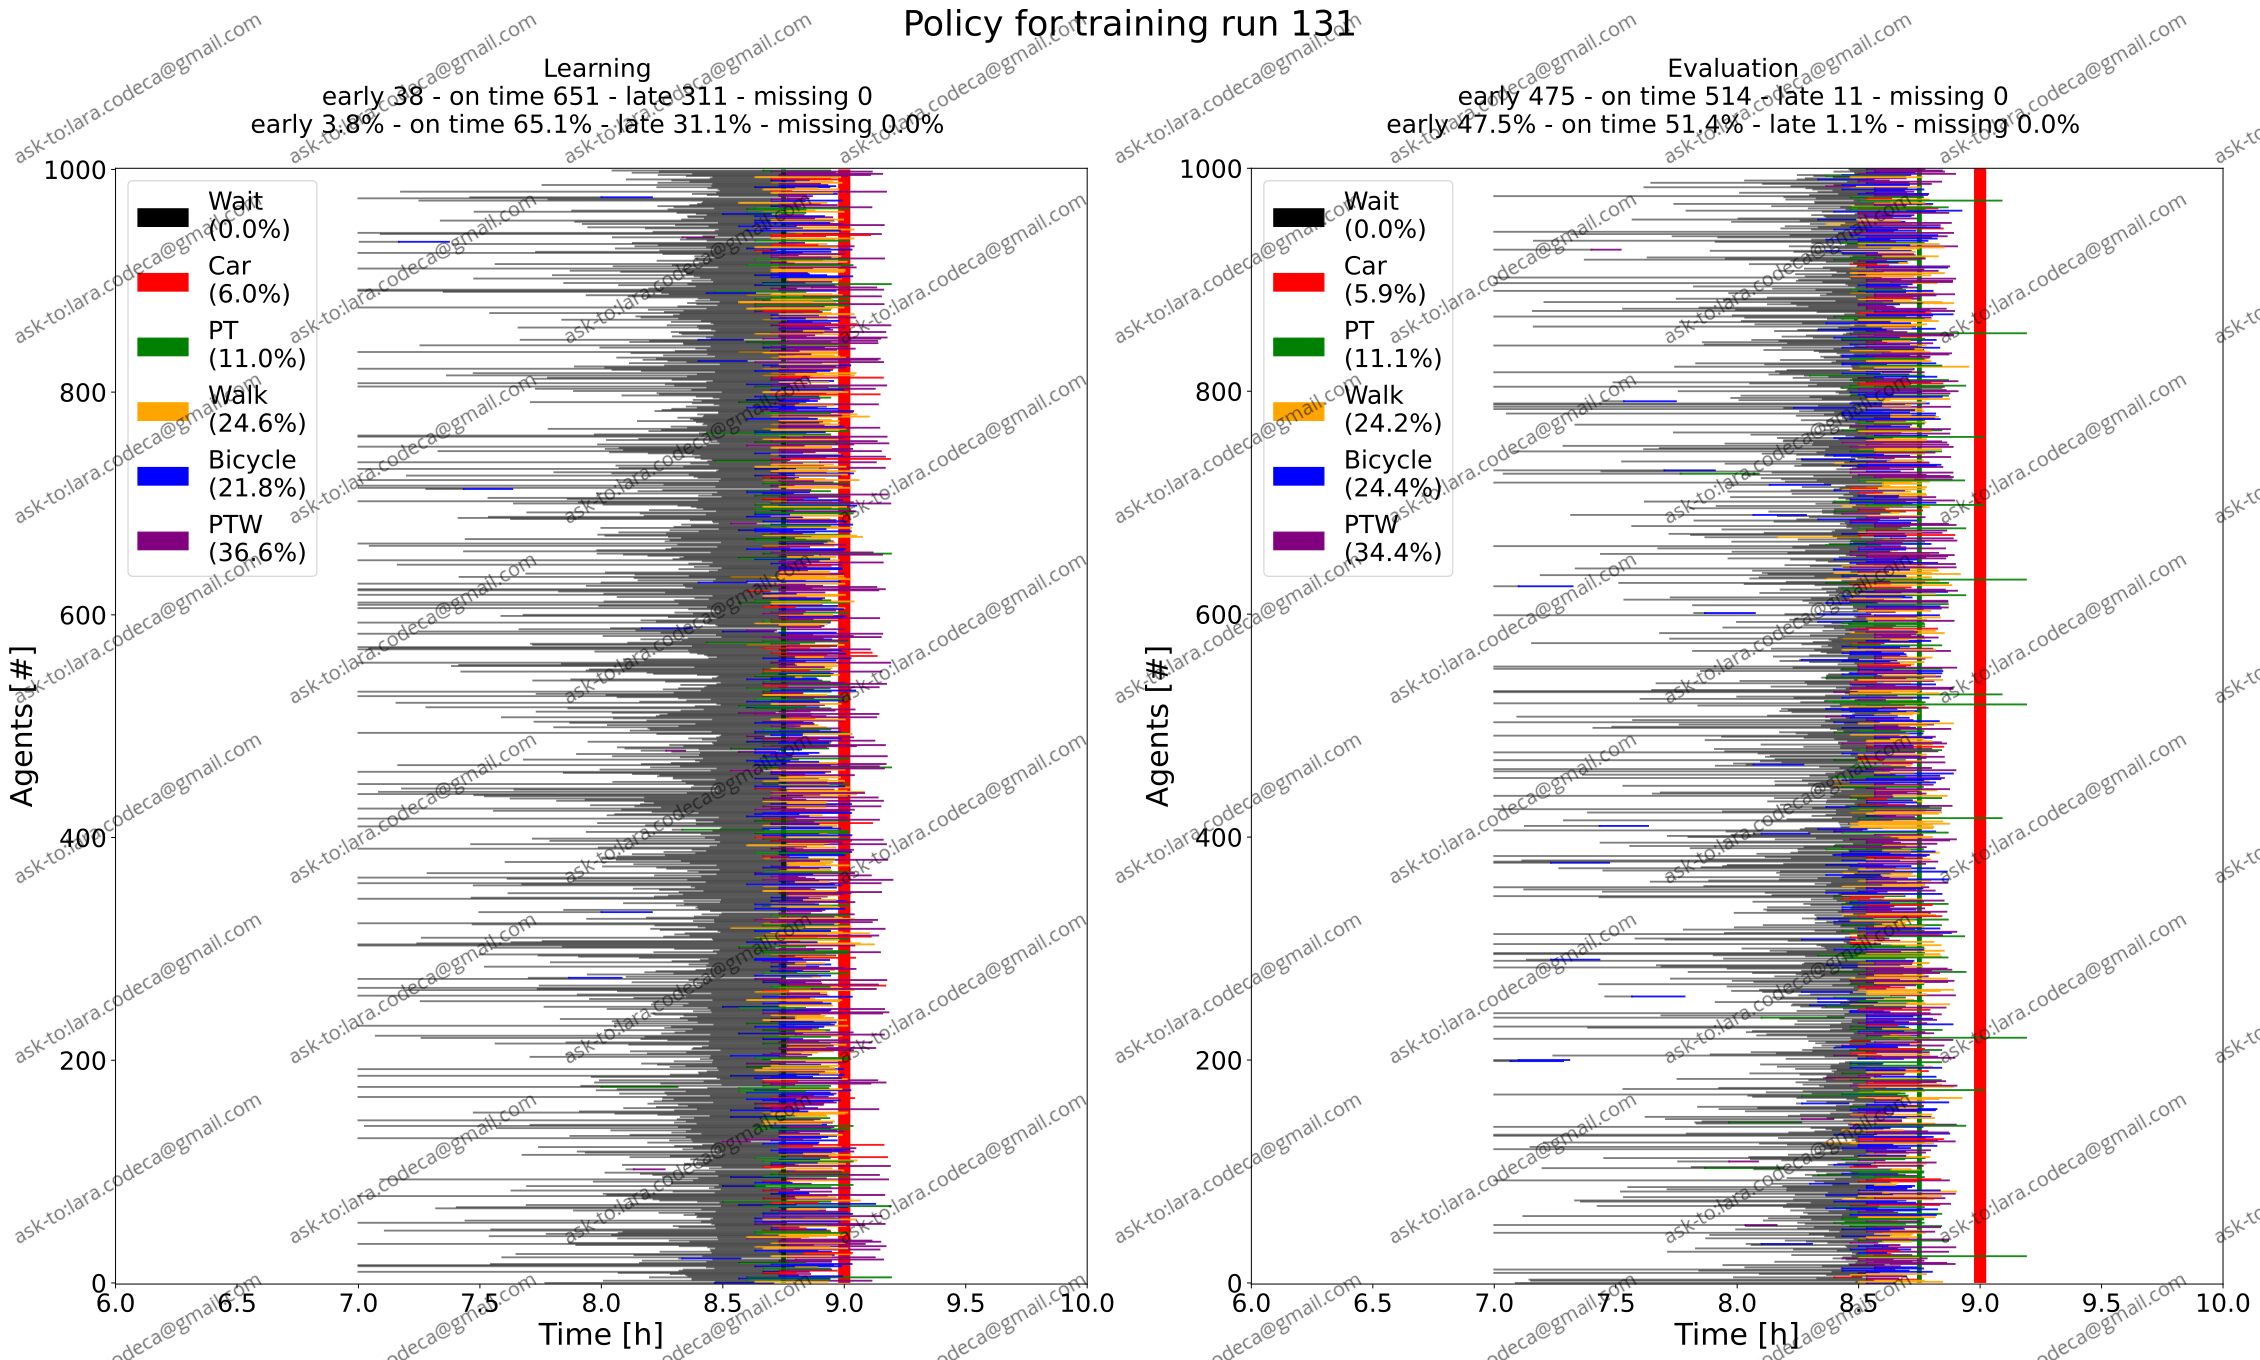 Policy for training run 131
Learning
early 38 - on time 651 - late 311 - missing 0
early 3.8% - on time 65.1% - late 31.1% - missing 0.0%
Evaluation
early 475 - on time 514 - late 11 - missing 0
early 47.5% - on time 51.4% - late 1.1% - missing 0.0%
Agents [#]
1000
800
600
400
200
0
Wait
(0.0%)
Car
(6.0%)
PT
(11.0%)
Walk
(24.6%)
Bicycle
(21.8%)
PTW
(36.6%)
6.0 6.5 7.0 7.5 8.0 8.5 9.0 9.5 10.0
Time [h]
Agents [#]
1000
800
600
400
200
0
Wait
(0.0%)
Car
(5.9%)
PT
(11.1%)
Walk
(24.2%)
Bicycle
(24.4%)
PTW
(34.4%)
6.0 6.5 7.0 7.5 8.0 8.5 9.0 9.5 10.0
Time [h]
ask-to:lara.codeca@gmail.com